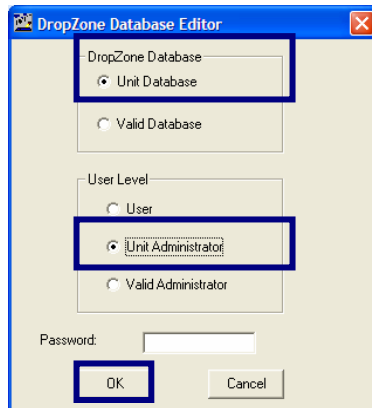 DropZone Database Editor
DropZone Database
Unit Database
Valid Database
User Level
User
Unit Administrator
Valid Administrator
Password:
OK
Cancel